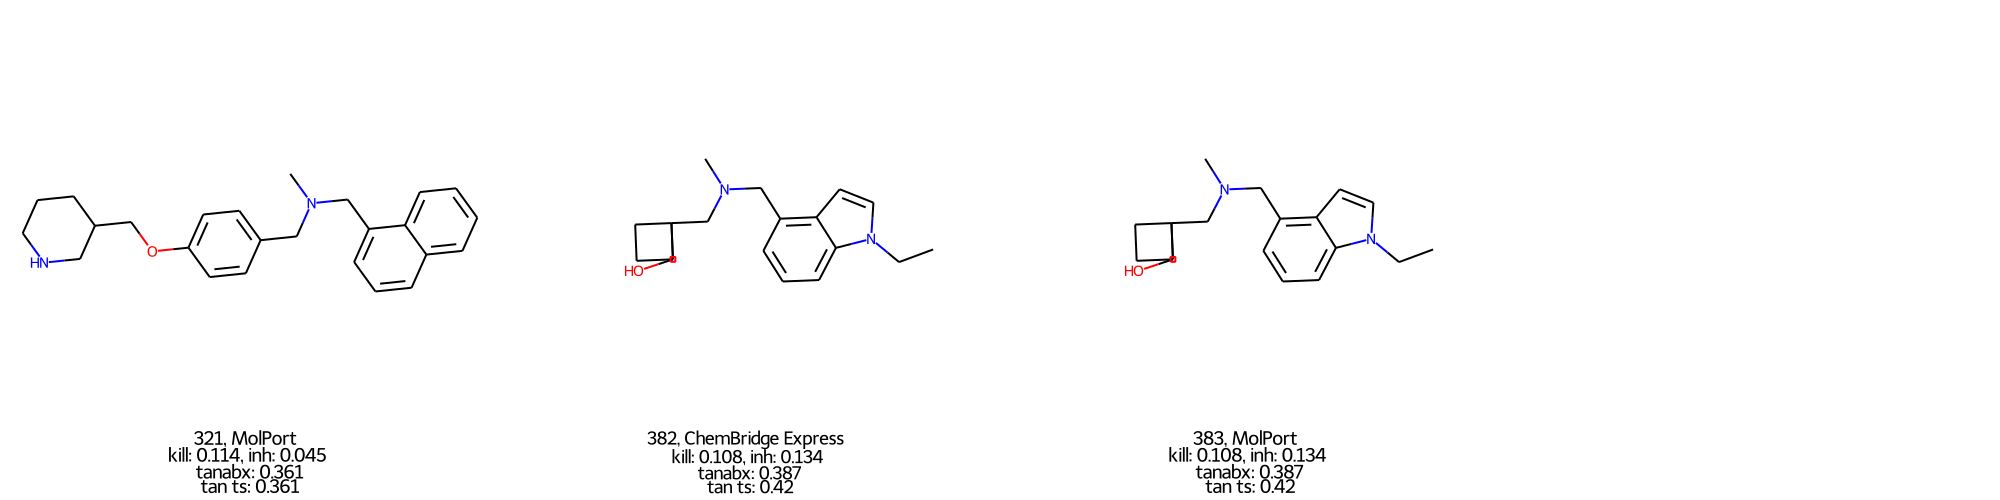 N
HN
O
321, MolPort
kill: 0.114, inh: 0.045
tanabx: 0.361
tan ts: 0.361
N
N
HO
382, ChemBridge Express
kill: 0.108, inh: 0.134
tanabx: 0.387
tan ts: 0.42
N
N
HO
383, MolPort
kill: 0.108, inh: 0.134
tanabx: 0.387
tan ts: 0.42